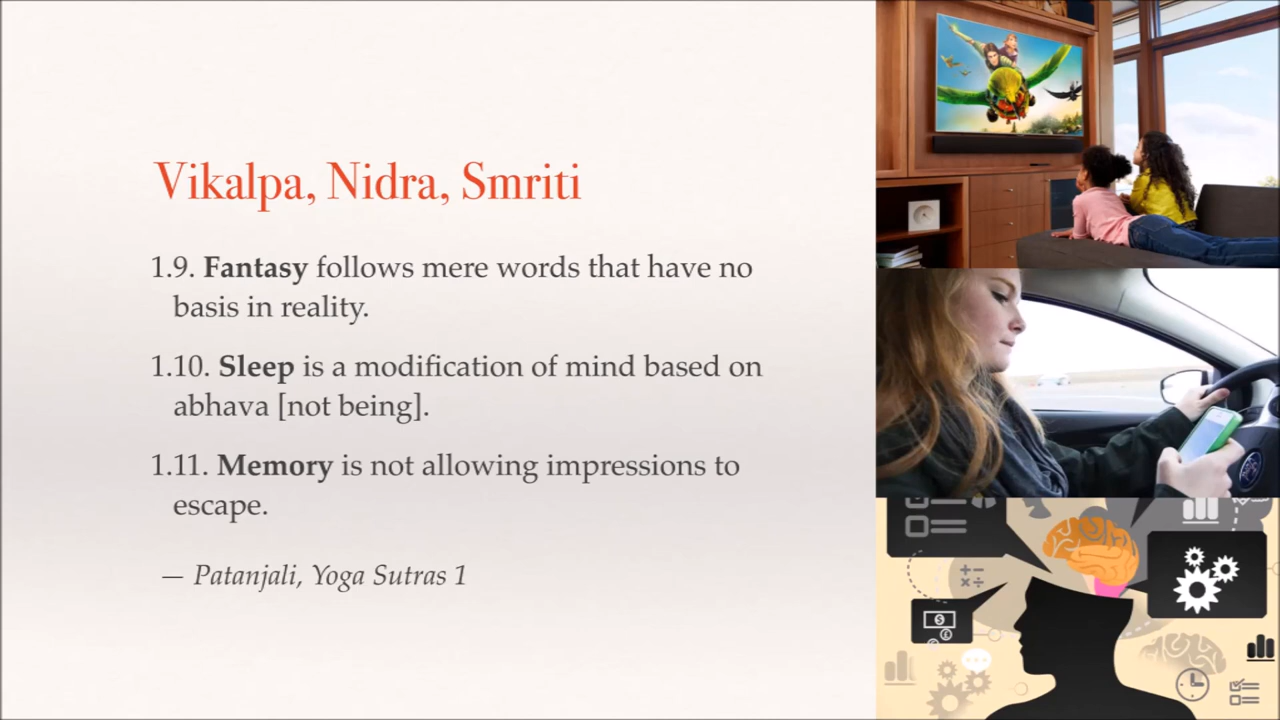 Vikalpa, Nidra, Smriti
1.9. Fantasy follows mere words that have no
basis in reality.
1.10. Sleep is a modification of mind based on
abhava [not being].
1.11. Memory is not allowing impressions to
escape.
— Patanjali, Yoga Sutras 1